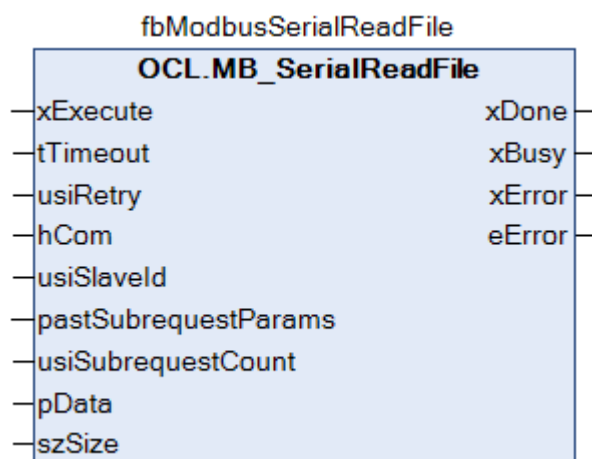 fbModbusSerialReadFile
OCL.MB_SerialReadFile
xExecute xDone
tTimeout xBusy
usiRetry xError
hCom eError
usiSlaveId
pastSubrequestParams
usiSubrequestCount
pData
szSize